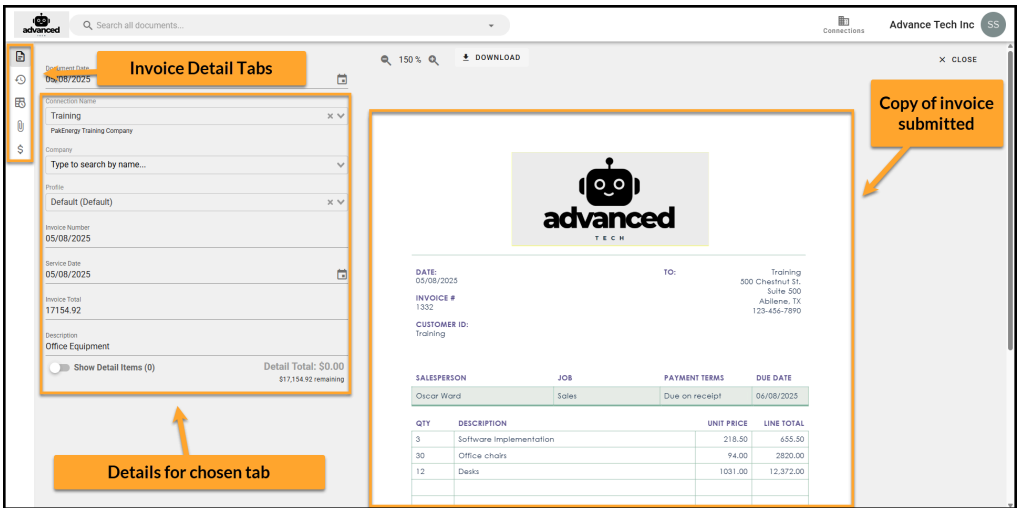 advanced
Search all documents...
Connections
Advance Tech Inc
SS
Invoice Detail Tabs
Document Date
05/08/2025
150 %
DOWNLOAD
× CLOSE
Copy of invoice
submitted
Connection Name
Training
PakEnergy Training Company
Company
Type to search by name...
Profile
Default (Default)
Invoice Number
05/08/2025
Service Date
05/08/2025
Invoice Total
17154.92
Description
Office Equipment
Show Detail Items (0)
Detail Total: $0.00
$17,154.92 remaining
Details for chosen tab
advanced
TECH
DATE:
05/08/2025
INVOICE #
1332
CUSTOMER ID:
Training
TO:
Training
500 Chestnut St.
Suite 500
Abliene, TX
123-456-7890
SALESPERSON JOB PAYMENT TERMS DUE DATE
Oscar Ward Sales Due on receipt 06/08/2025
QTY DESCRIPTION UNIT PRICE LINE TOTAL
3 Software Implementation 218.50 655.50
30 Office chairs 94.00 2820.00
12 Desks 1031.00 12,372.00